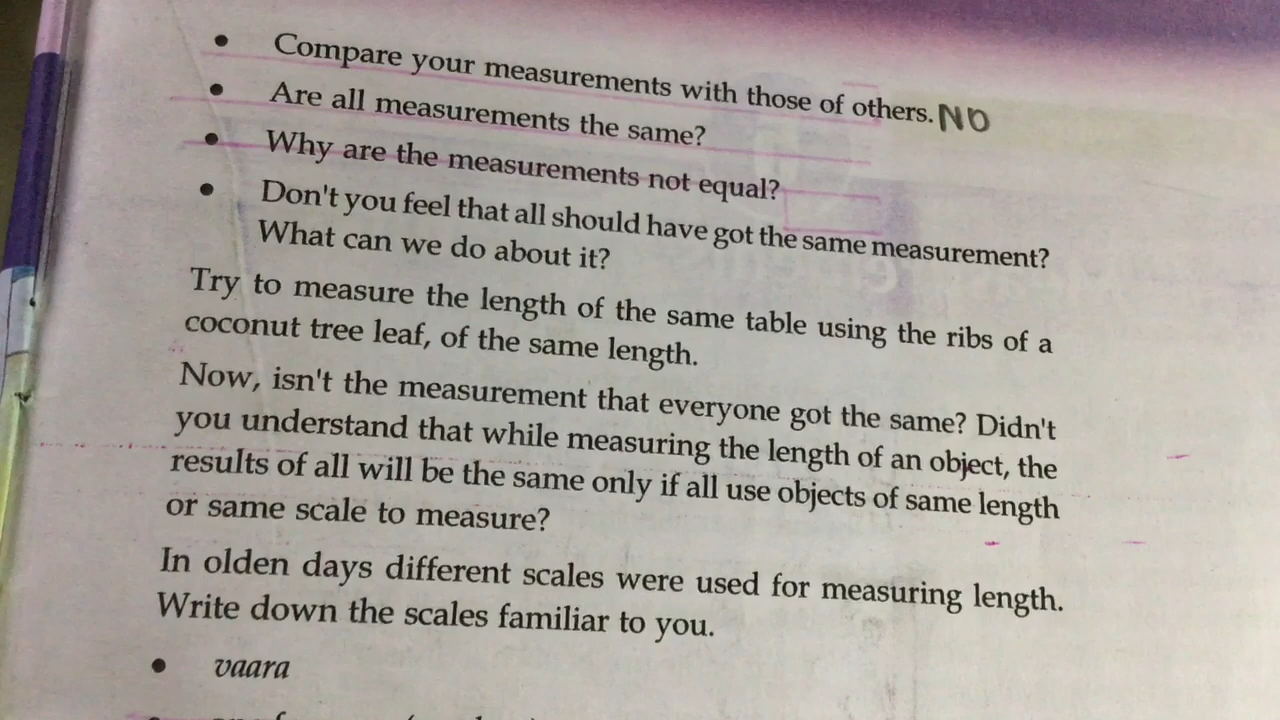 • Compare your measurements with those of others. NO
• Are all measurements the same?
• Why are the measurements not equal?
• Don't you feel that all should have got the same measurement?
What can we do about it?
Try to measure the length of the same table using the ribs of a
coconut tree leaf, of the same length.
Now, isn't the measurement that everyone got the same? Didn't
you understand that while measuring the length of an object, the
results of all will be the same only if all use objects of same length
or same scale to measure?
In olden days different scales were used for measuring length.
Write down the scales familiar to you.
• vaara